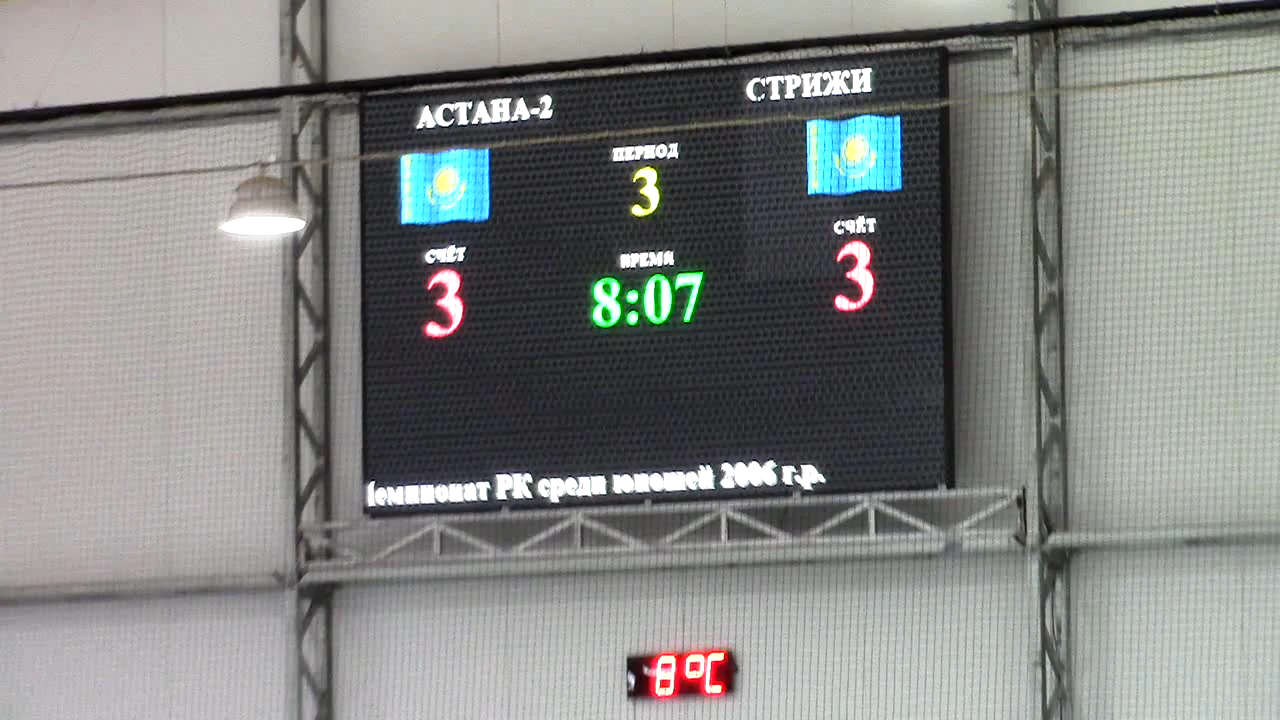 АСТАНА-2
СТРИЖИ
ПЕРИОД
3
СЧЁТ
3
ВРЕМЯ
8:07
СЧЁТ
3
Чемпионат РК среди юношей 2006 г.р.
8°C